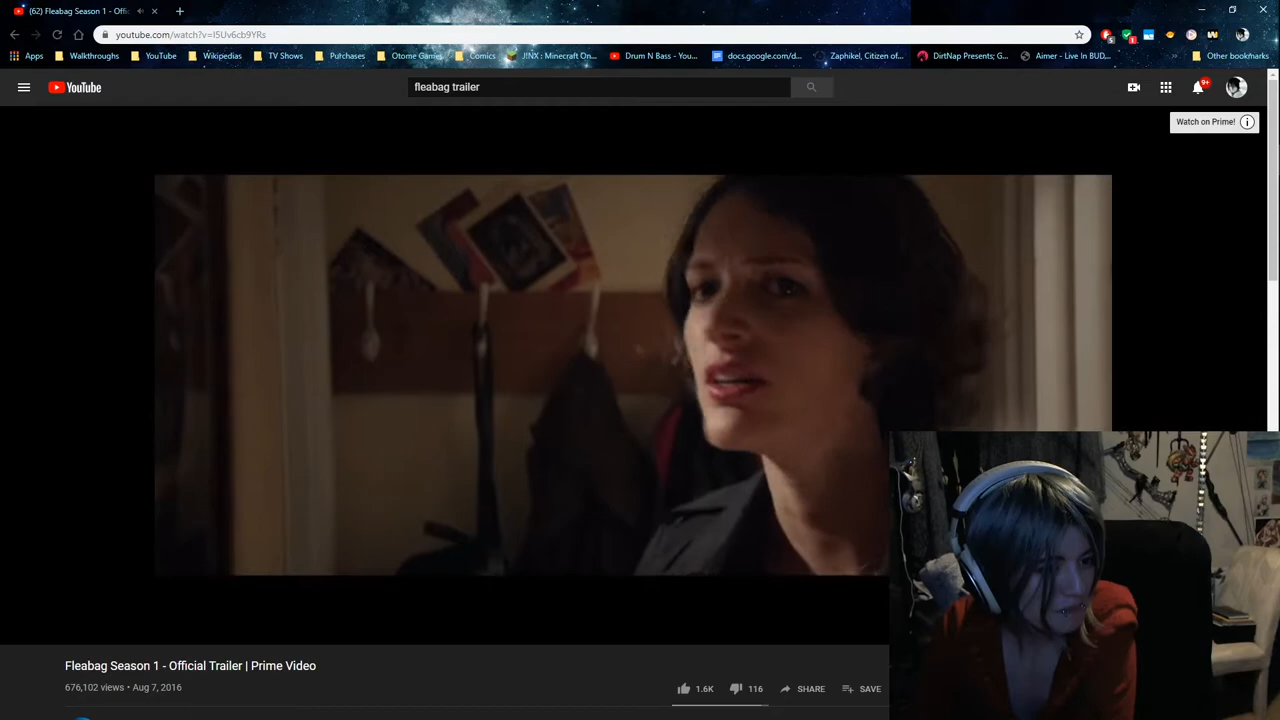 (62) Fleabag Season 1 - Offic
youtube.com/watch?v=I5Uv6cb9YRs
Apps
Walkthroughs
YouTube
Wikipedias
TV Shows
Purchases
Otome Games
Comics
JINX : Minecraft On...
Drum N Bass - You...
docs.google.com/d...
Zaphikel, Citizen of...
DirtNap Presents; G...
Aimer - Live In BUD...
»
Other bookmarks
YouTube
fleabag trailer
9+
Watch on Prime!
Fleabag Season 1 - Official Trailer | Prime Video
676,102 views • Aug 7, 2016
1.6K
116
SHARE
SAVE